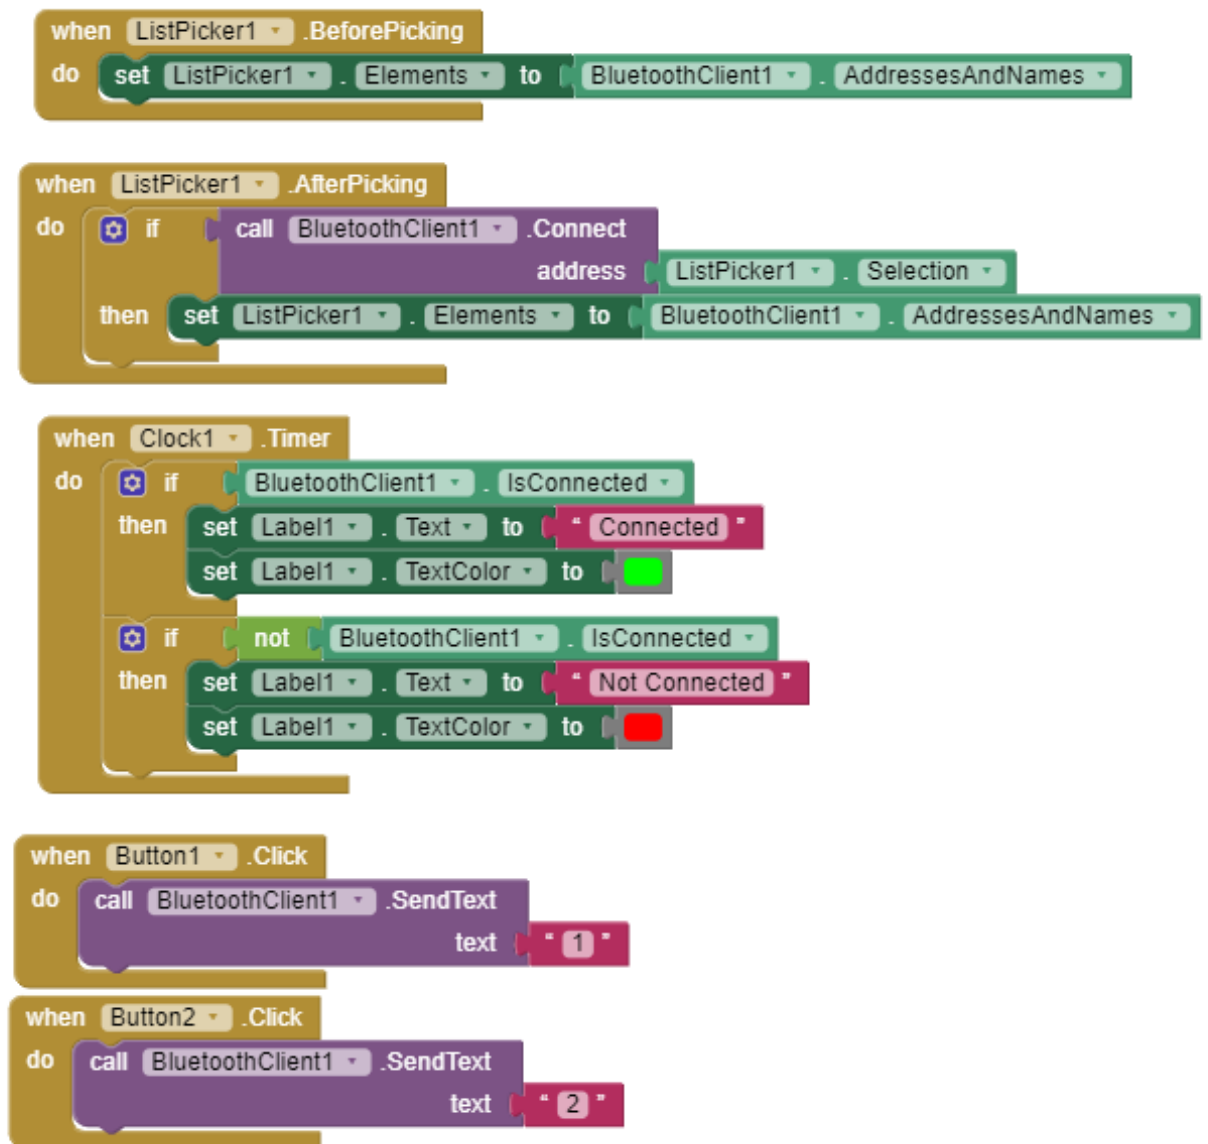 when ListPicker1 .BeforePicking
do set ListPicker1 . Elements to BluetoothClient1 . AddressesAndNames
when ListPicker1 .AfterPicking
do if call BluetoothClient1 .Connect
address ListPicker1 . Selection
then set ListPicker1 . Elements to BluetoothClient1 . AddressesAndNames
when Clock1 .Timer
do if BluetoothClient1 . IsConnected
then set Label1 . Text to “ Connected ”
set Label1 . TextColor to
if not BluetoothClient1 . IsConnected
then set Label1 . Text to “ Not Connected ”
set Label1 . TextColor to
when Button1 .Click
do call BluetoothClient1 .SendText
text “ 1 ”
when Button2 .Click
do call BluetoothClient1 .SendText
text “ 2 ”